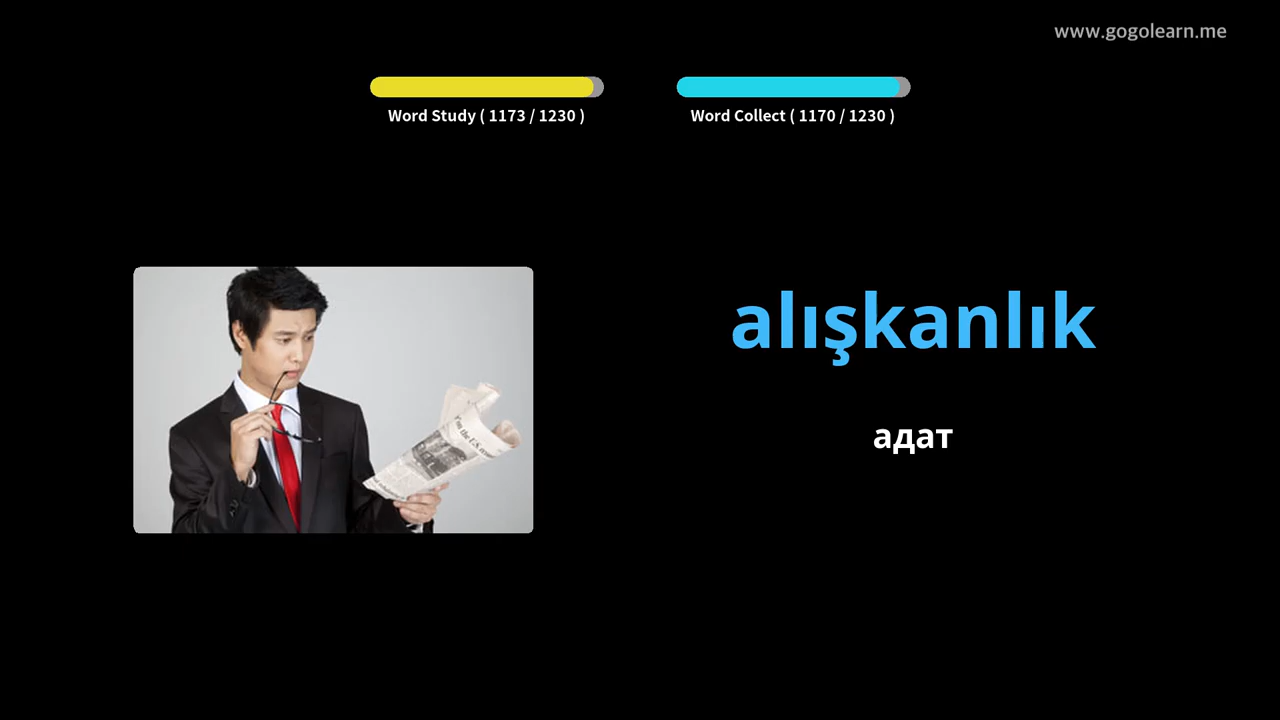 www.gogolearn.me
Word Study ( 1173 / 1230 )
Word Collect ( 1170 / 1230 )
alışkanlık
адат